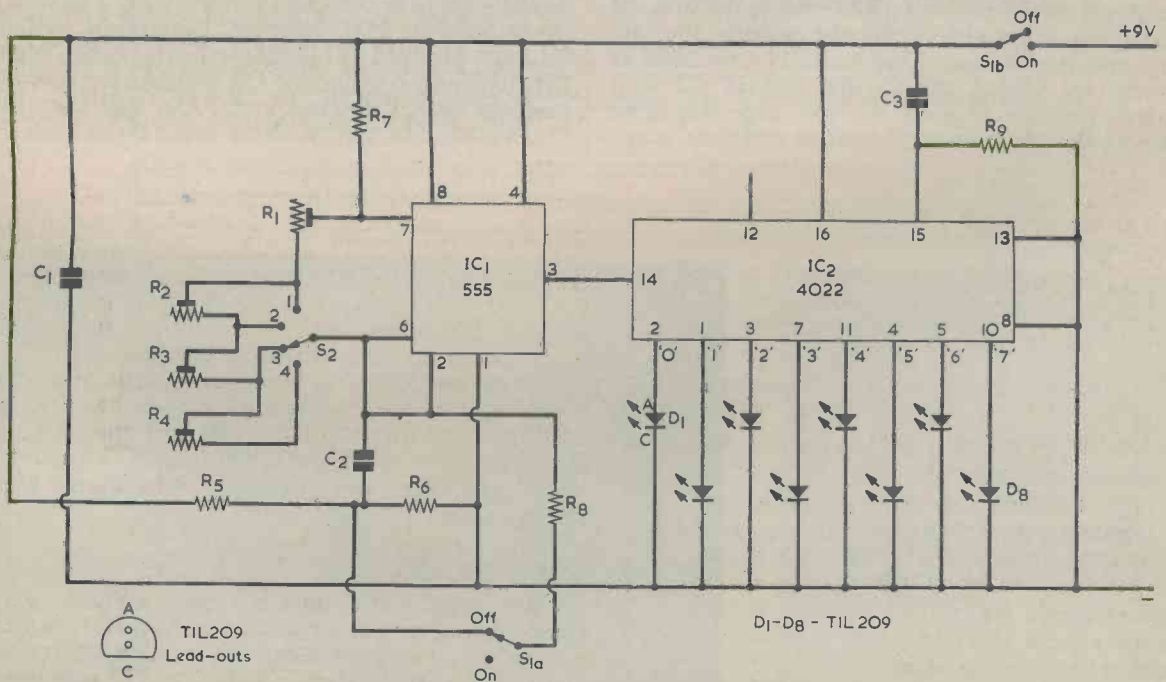 Off
+9V
S1b
On
C3
R7
R9
8
4
R1
7
12
16
15
13
IC1
555
3
14
IC2
4022
C1
R2
1
2
S2
6
R3
3
4
2
1
8
2
1
3
7
11
4
5
10
'0'
'1'
'2'
'3'
'4'
'5'
'6'
'7'
R4
A
D1
C
C2
R5
R6
R8
D8
–
A
TIL209
Lead-outs
C
Off
S1a
On
D1-D8 - TIL 209